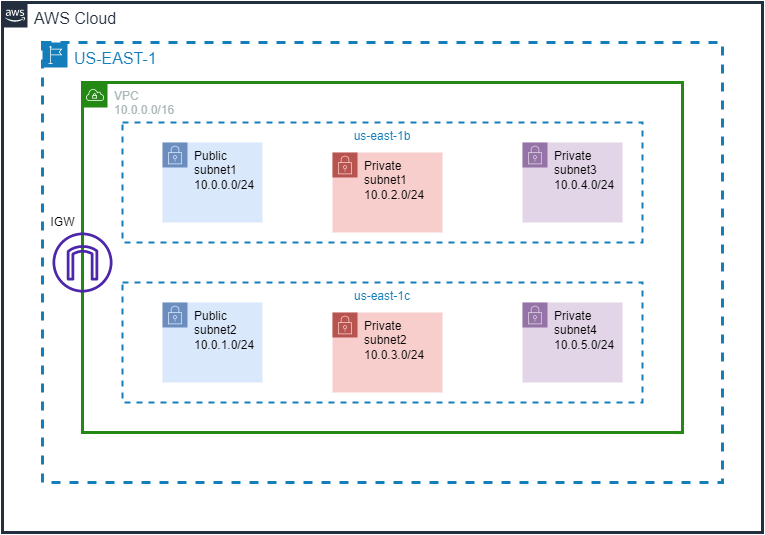 aws
AWS Cloud
US-EAST-1
VPC
10.0.0.0/16
us-east-1b
Public
subnet1
10.0.0.0/24
Private
subnet1
10.0.2.0/24
Private
subnet3
10.0.4.0/24
IGW
us-east-1c
Public
subnet2
10.0.1.0/24
Private
subnet2
10.0.3.0/24
Private
subnet4
10.0.5.0/24